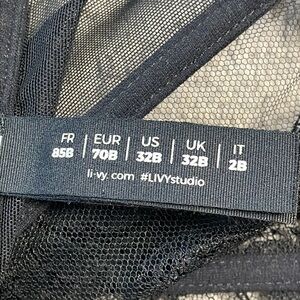 FR | EUR | US | UK | IT
85B | 70B | 32B | 32B | 2B
li-vy.com #LIVYstudio